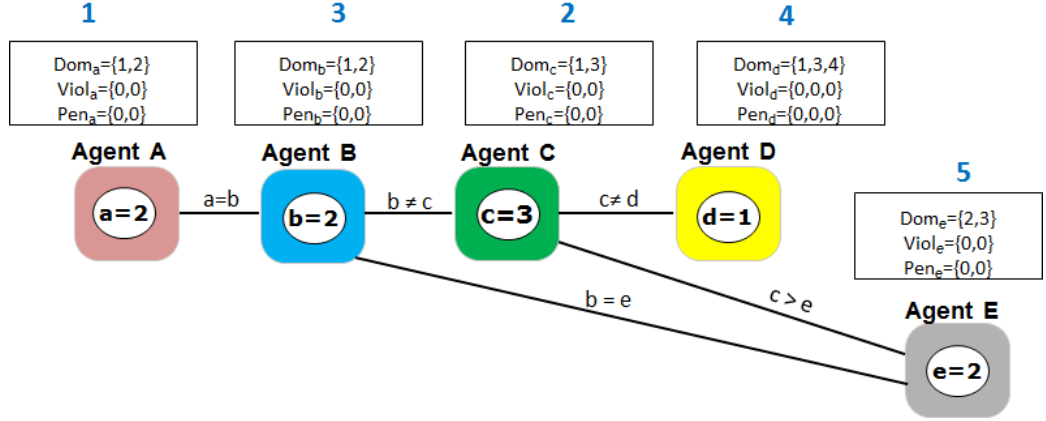 1
3
2
4
Domₐ={1,2}
Violₐ={0,0}
Penₐ={0,0}
Dom_b={1,2}
Viol_b={0,0}
Pen_b={0,0}
Dom_c={1,3}
Viol_c={0,0}
Pen_c={0,0}
Dom_d={1,3,4}
Viol_d={0,0,0}
Pen_d={0,0,0}
Agent A
Agent B
Agent C
Agent D
a=2
a=b
b=2
b ≠ c
c=3
c≠ d
d=1
5
Dom_e={2,3}
Viol_e={0,0}
Pen_e={0,0}
b = e
c > e
Agent E
e=2